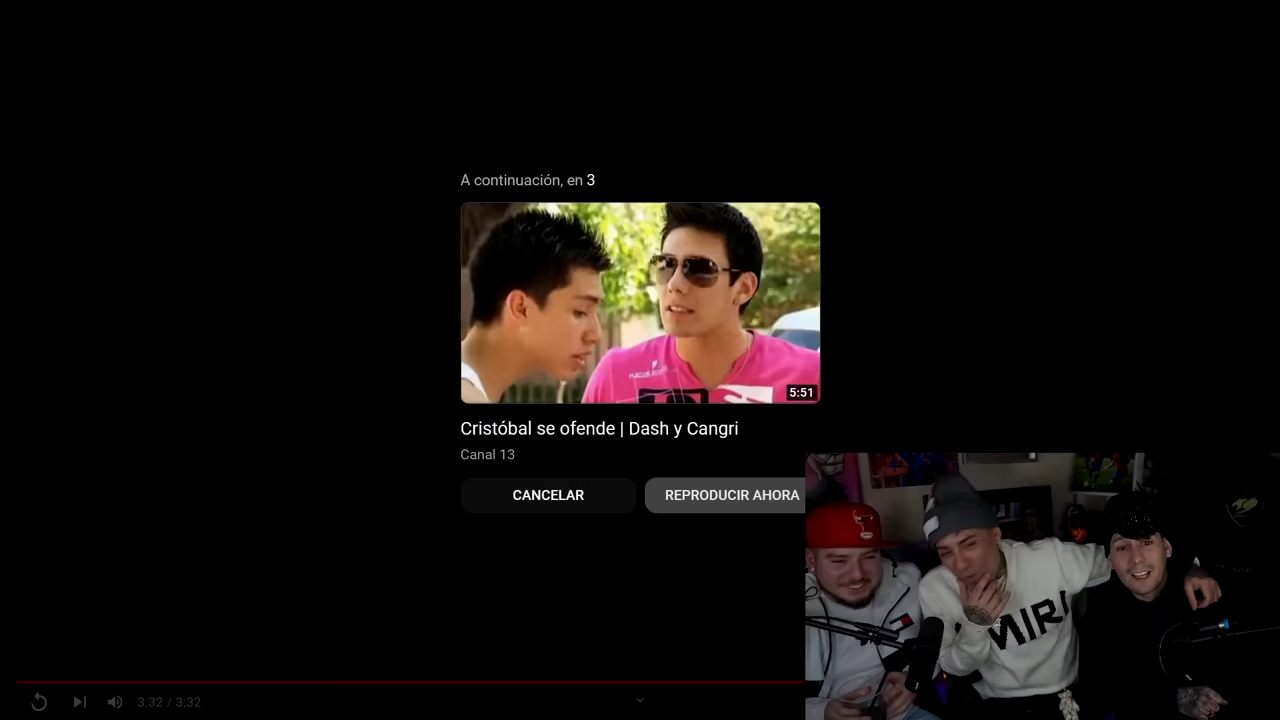 A continuación, en 3
5:51
Cristóbal se ofende | Dash y Cangri
Canal 13
CANCELAR
REPRODUCIR AHORA
AMIRI
3:32 / 3:32